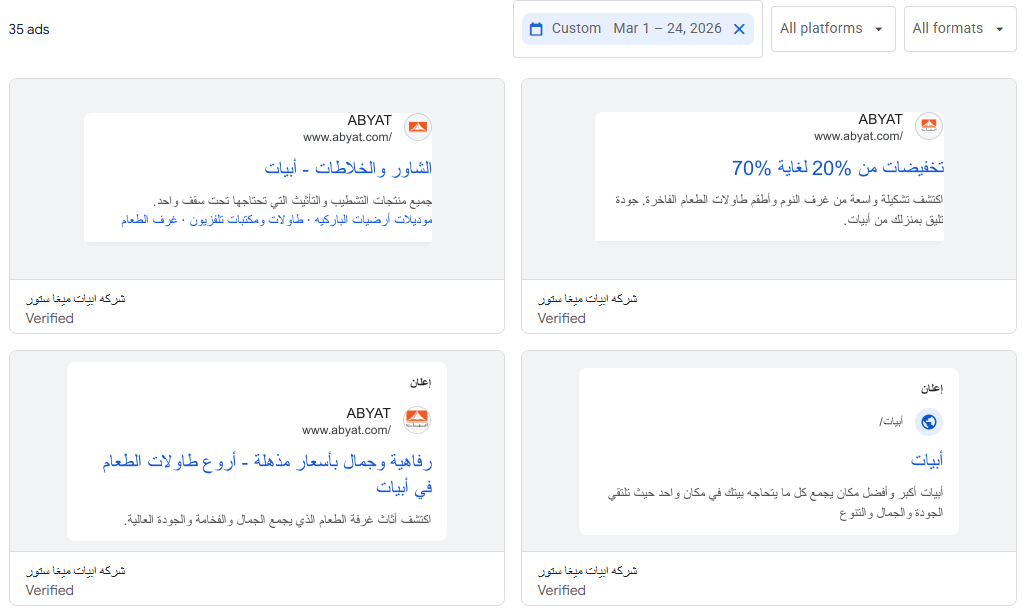 35 ads
Custom Mar 1 – 24, 2026
All platforms
All formats
ABYAT
www.abyat.com/
الشاور والخلاطات - أبيات
جميع منتجات التشطيب والتأثيث التي تحتاجها تحت سقف واحد.
موديلات أرضيات الباركيه · طاولات ومكتبات تلفزيون · غرف الطعام
شركه ابيات ميغا ستور
Verified
ABYAT
www.abyat.com/
تخفيضات من 20% لغاية 70%
اكتشف تشكيلة واسعة من غرف النوم وأطقم طاولات الطعام الفاخرة. جودة
تليق بمنزلك من أبيات.
شركه ابيات ميغا ستور
Verified
إعلان
ABYAT
www.abyat.com/
رفاهية وجمال بأسعار مذهلة - أروع طاولات الطعام
في أبيات
اكتشف أثاث غرفة الطعام الذي يجمع الجمال والفخامة والجودة العالية.
شركه ابيات ميغا ستور
Verified
إعلان
أبيات/
أبيات
أبيات أكبر وأفضل مكان يجمع كل ما يتحاجه بيتك في مكان واحد حيث تلتقي
الجودة والجمال والتنوع
شركه ابيات ميغا ستور
Verified